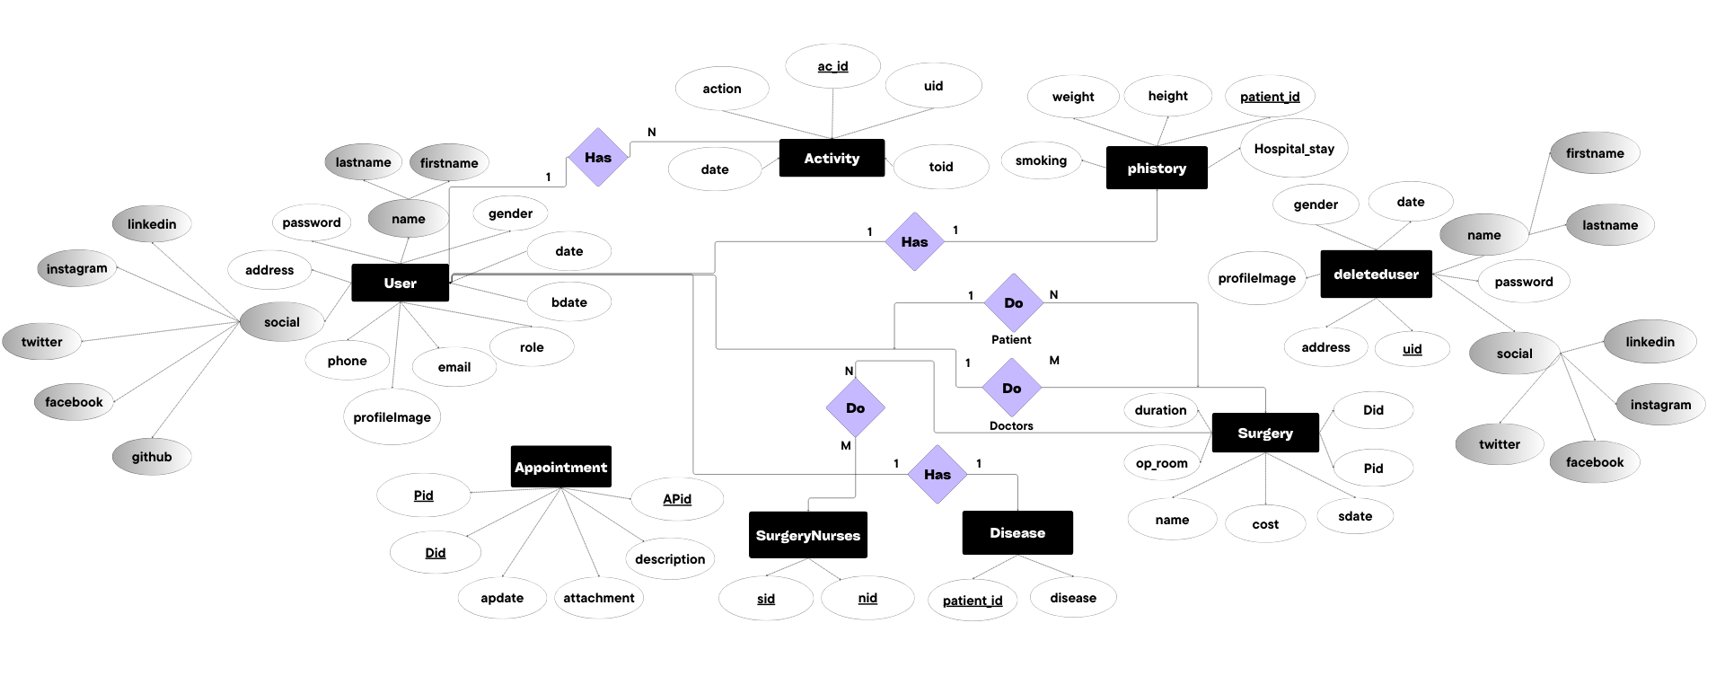 ac_id
action
uid
weight
height
patient_id
N
Has
Activity
date
toid
smoking
phistory
Hospital_stay
firstname
lastname
firstname
1
name
password
gender
linkedin
gender
date
name
lastname
1
Has
1
date
instagram
address
User
profileImage
deleteduser
password
bdate
1
Do
N
social
twitter
phone
email
role
Patient
address
uid
social
linkedin
N
1
M
Do
facebook
profileImage
Do
duration
Did
instagram
Doctors
Surgery
M
twitter
github
Appointment
1
Has
1
op_room
Pid
facebook
Pid
APid
name
cost
sdate
SurgeryNurses
Disease
Did
description
apdate
attachment
sid
nid
patient_id
disease